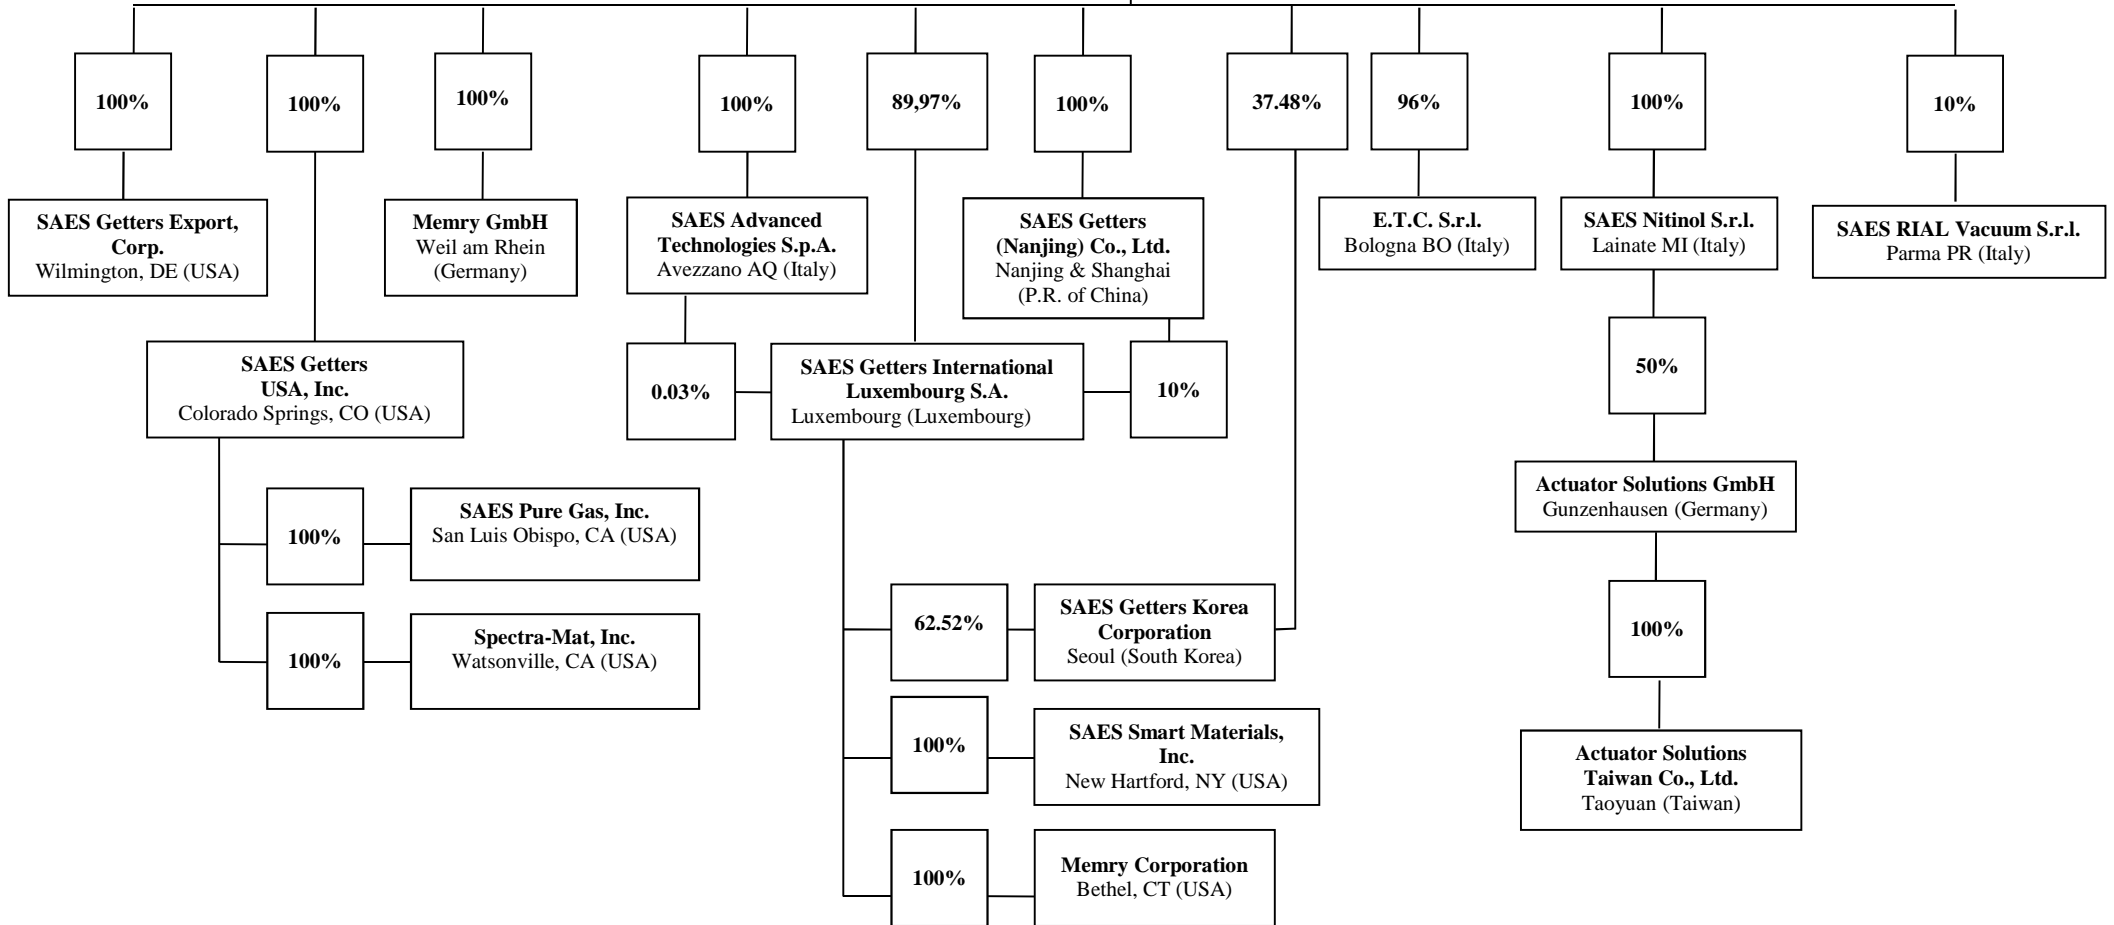 100%
100%
100%
100%
89,97%
100%
37.48%
96%
100%
10%
SAES Getters Export,
Corp.
Wilmington, DE (USA)
Memry GmbH
Weil am Rhein
(Germany)
SAES Advanced
Technologies S.p.A.
Avezzano AQ (Italy)
SAES Getters
(Nanjing) Co., Ltd.
Nanjing & Shanghai
(P.R. of China)
E.T.C. S.r.l.
Bologna BO (Italy)
SAES Nitinol S.r.l.
Lainate MI (Italy)
SAES RIAL Vacuum S.r.l.
Parma PR (Italy)
SAES Getters
USA, Inc.
Colorado Springs, CO (USA)
0.03%
SAES Getters International
Luxembourg S.A.
Luxembourg (Luxembourg)
10%
50%
Actuator Solutions GmbH
Gunzenhausen (Germany)
100%
SAES Pure Gas, Inc.
San Luis Obispo, CA (USA)
100%
Spectra-Mat, Inc.
Watsonville, CA (USA)
62.52%
SAES Getters Korea
Corporation
Seoul (South Korea)
100%
100%
SAES Smart Materials,
Inc.
New Hartford, NY (USA)
Actuator Solutions
Taiwan Co., Ltd.
Taoyuan (Taiwan)
100%
Memry Corporation
Bethel, CT (USA)